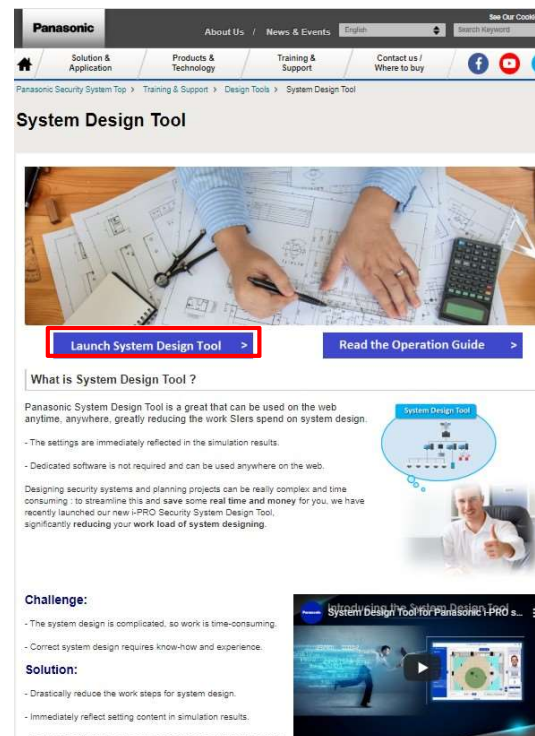 See Our Cooki
Panasonic
About Us / News & Events
English
Search Keyword
Solution &
Application
Products &
Technology
Training &
Support
Contact us /
Where to buy
Panasonic Security System Top > Training & Support > Design Tools > System Design Tool
System Design Tool
Launch System Design Tool >
Read the Operation Guide >
What is System Design Tool ?
Panasonic System Design Tool is a great that can be used on the web
anytime, anywhere, greatly reducing the work SIers spend on system design.
- The settings are immediately reflected in the simulation results.
- Dedicated software is not required and can be used anywhere on the web.
Designing security systems and planning projects can be really complex and time
consuming : to streamline this and save some real time and money for you, we have
recently launched our new i-PRO Security System Design Tool,
significantly reducing your work load of system designing.
System Design Tool
Challenge:
- The system design is complicated, so work is time-consuming.
- Correct system design requires know-how and experience.
Solution:
- Drastically reduce the work steps for system design.
- Immediately reflect setting content in simulation results.
Introducing the System Design Tool
System Design Tool for Panasonic i-PRO s...